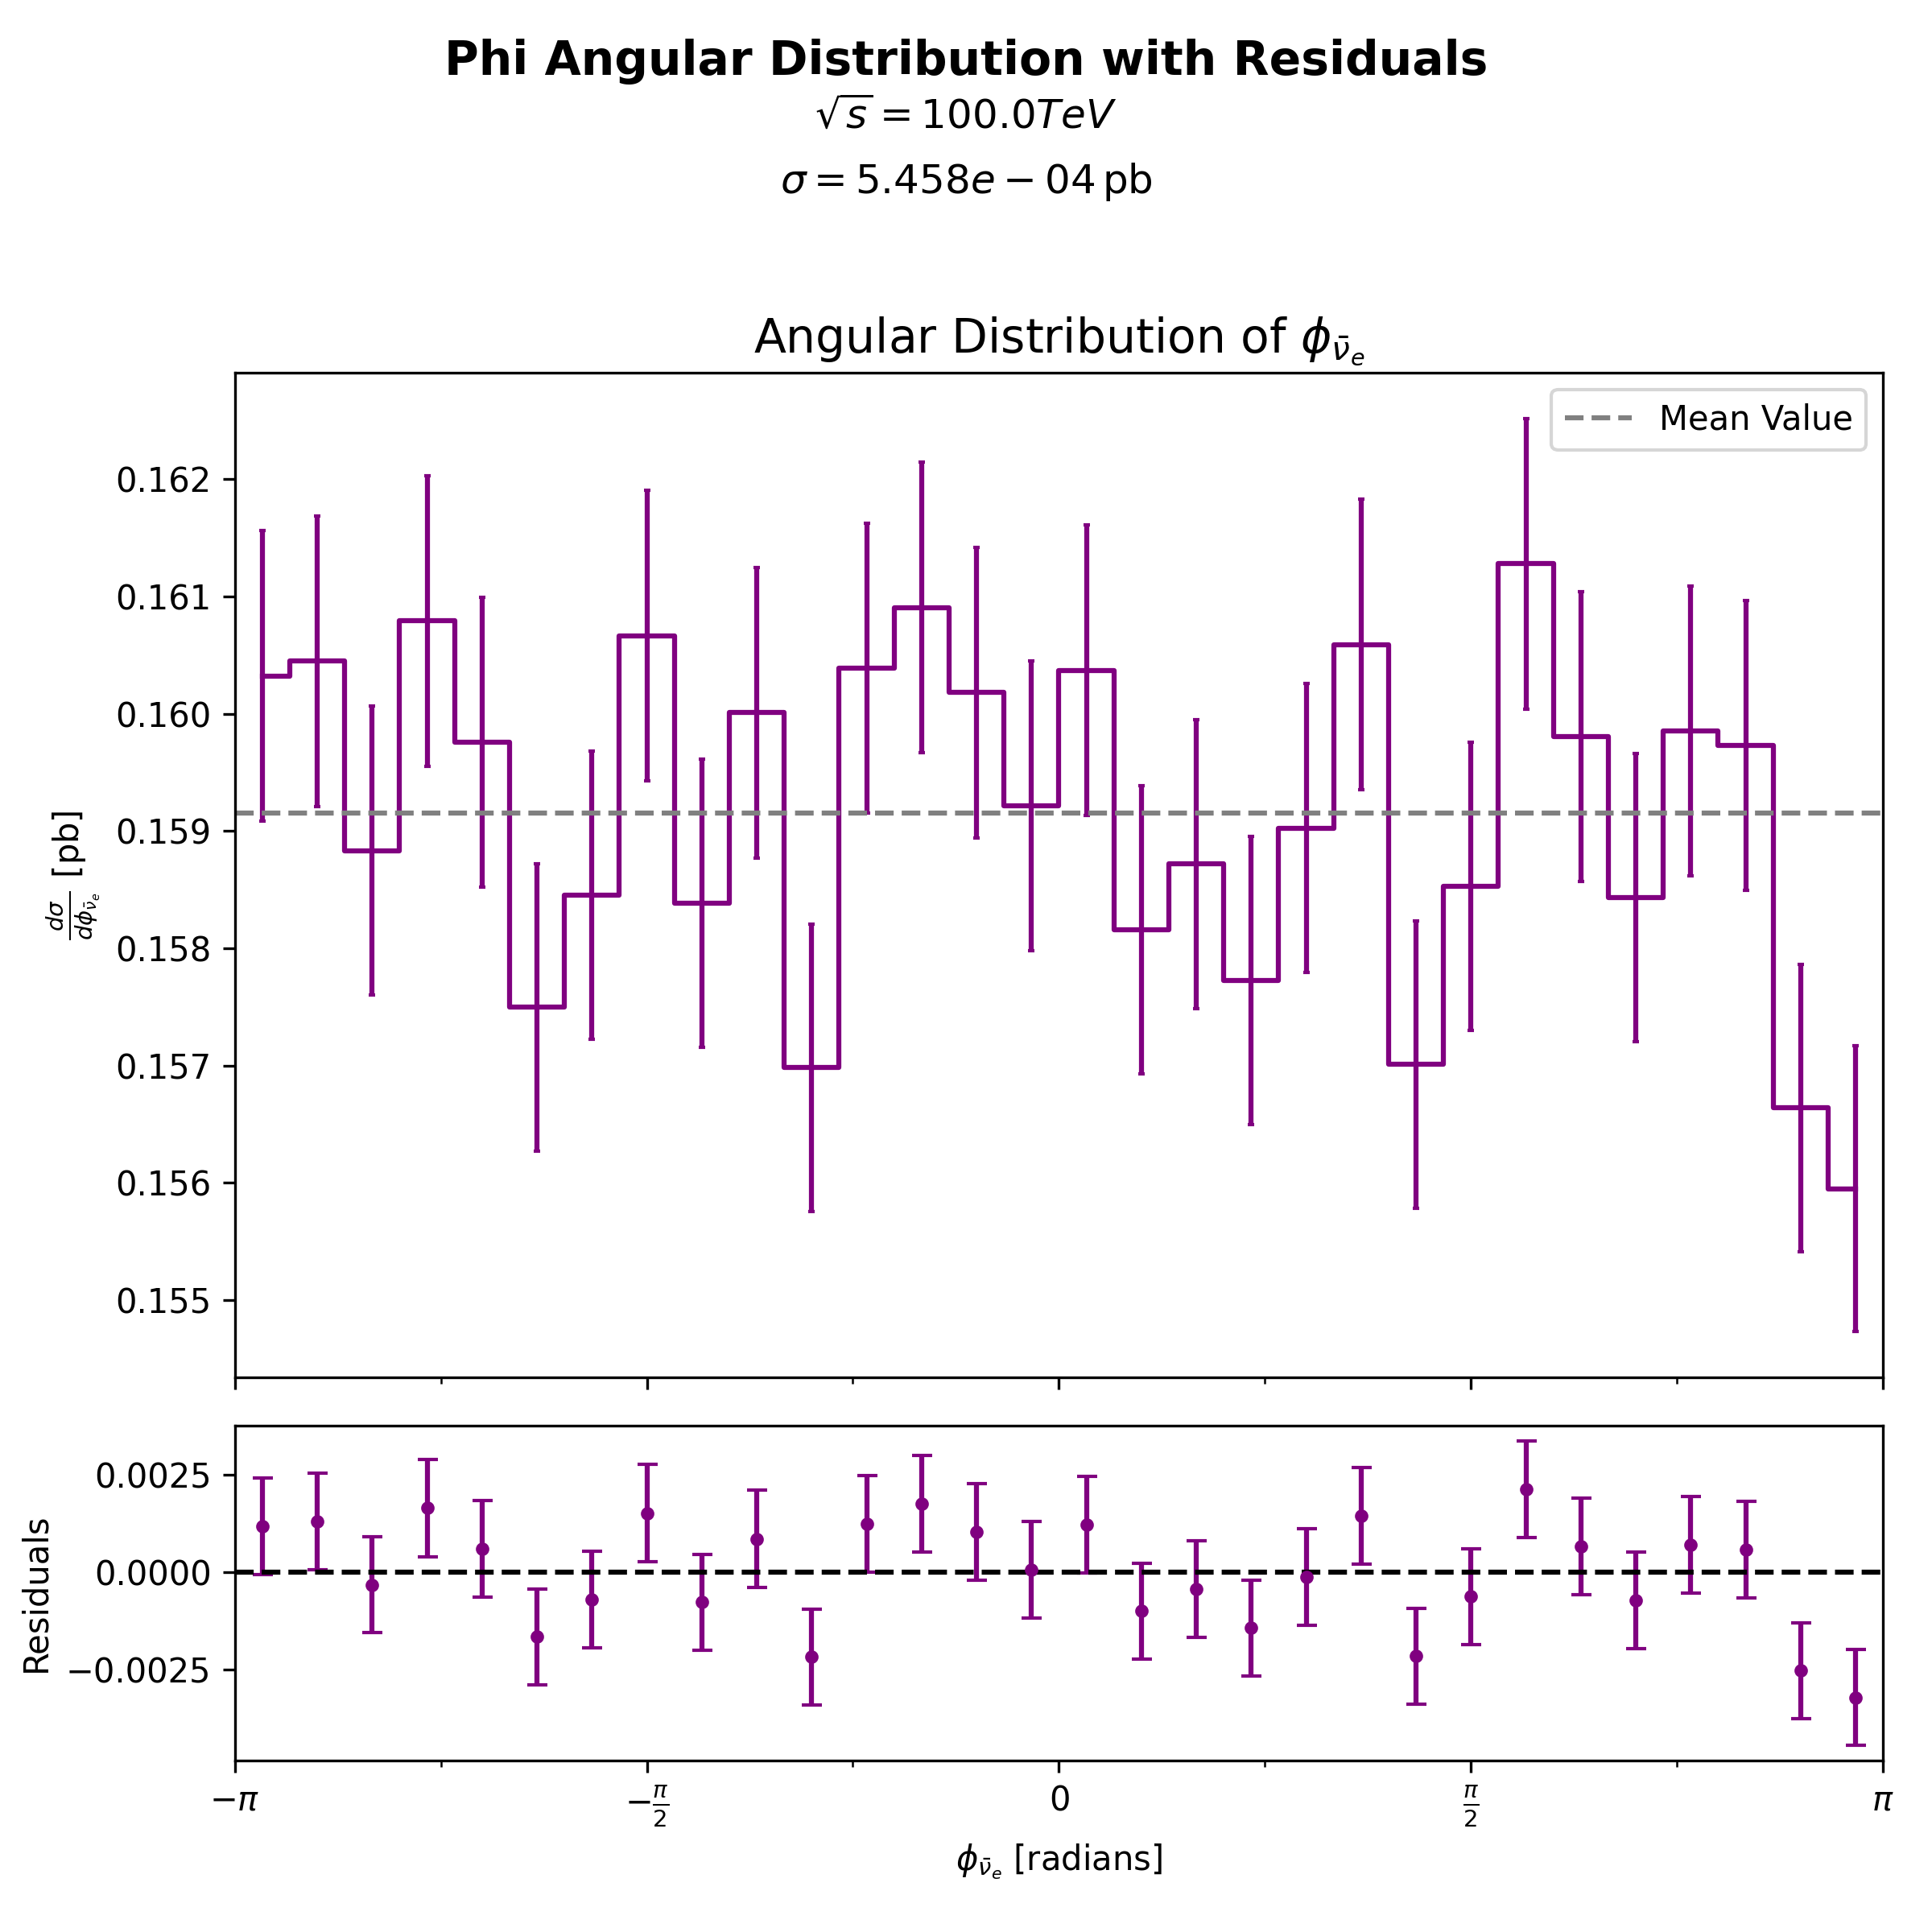 Phi Angular Distribution with Residuals
√s = 100.0TeV
σ = 5.458e − 04 pb
Angular Distribution of ϕ_ν̄ₑ
Mean Value
0.162
0.161
0.160
0.159
0.158
0.157
0.156
0.155
dσ/dϕ_ν̄ₑ [pb]
0.0025
0.0000
−0.0025
Residuals
−π −π/2 0 π/2 π
ϕ_ν̄ₑ [radians]